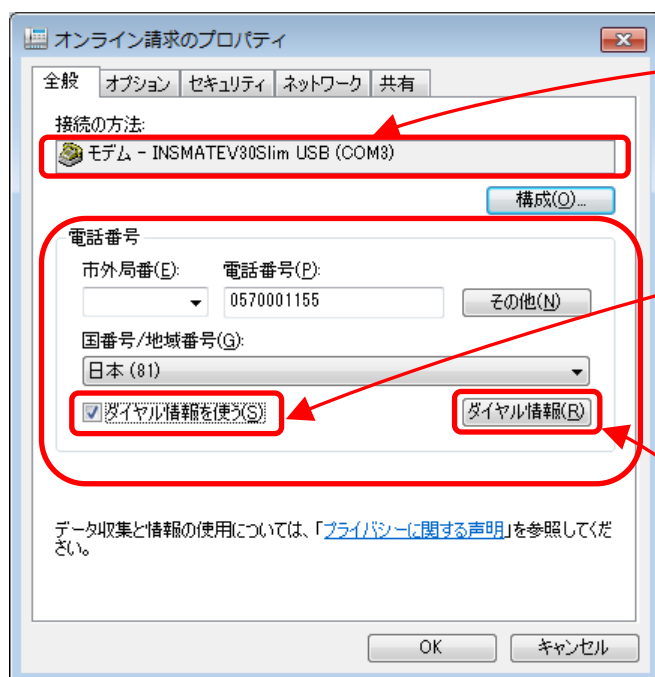 オンライン請求のプロパティ
全般 オプション セキュリティ ネットワーク 共有
接続の方法:
モデム - INSMATEV30Slim USB (COM3)
構成(O)...
電話番号
市外局番(E): 電話番号(P):
0570001155 その他(N)
国番号/地域番号(G):
日本 (81)
ダイヤル情報を使う(S) ダイヤル情報(R)
データ収集と情報の使用については、「プライバシーに関する声明」を参照してくだ
さい。
OK キャンセル